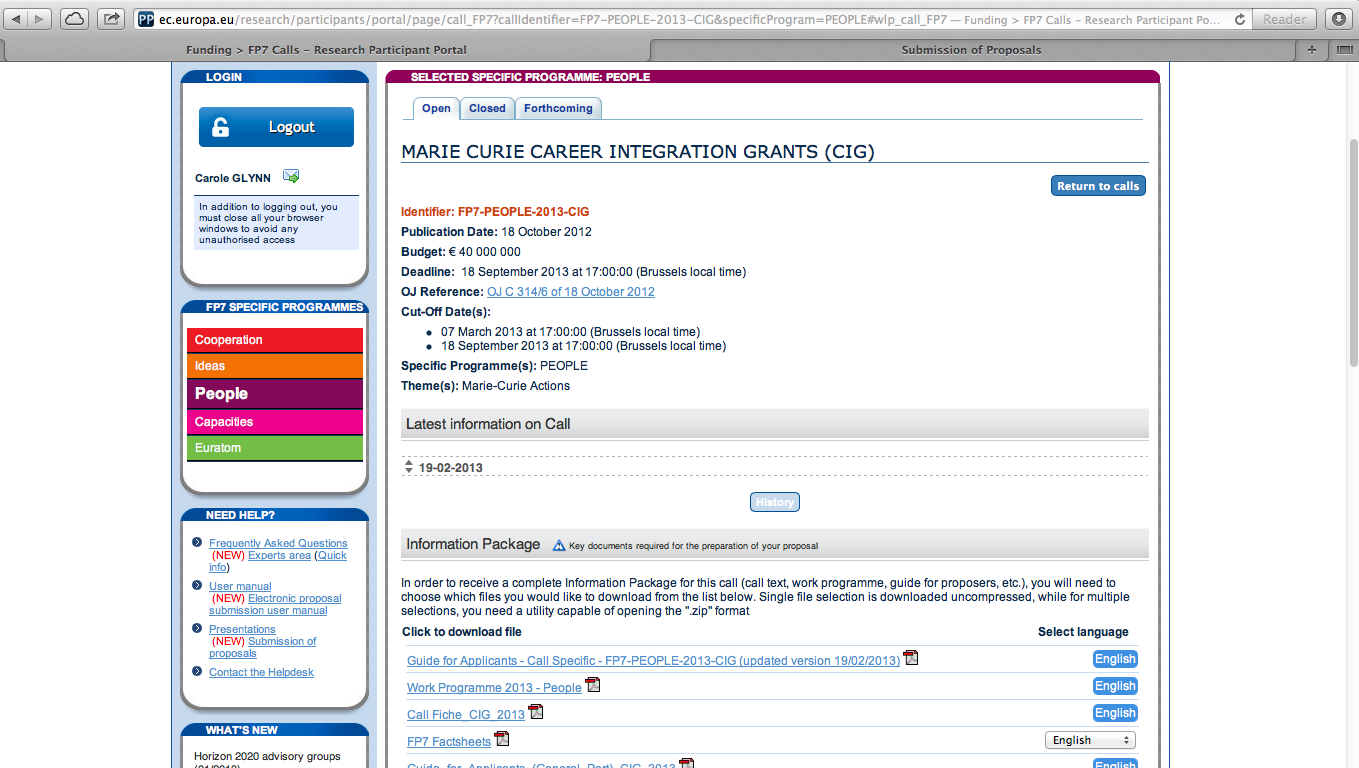 ec.europa.eu/research/participants/portal/page/call_FP7?callIdentifier=FP7-PEOPLE-2013-CIG&specificProgram=PEOPLE#wlp_call_FP7 — Funding > FP7 Calls – Research Participant Po...
Reader
Funding > FP7 Calls – Research Participant Portal
Submission of Proposals
LOGIN
Logout
Carole GLYNN
In addition to logging out, you
must close all your browser
windows to avoid any
unauthorised access
FP7 SPECIFIC PROGRAMMES
Cooperation
Ideas
People
Capacities
Euratom
NEED HELP?
Frequently Asked Questions
(NEW) Experts area (Quick
info)
User manual
(NEW) Electronic proposal
submission user manual
Presentations
(NEW) Submission of
proposals
Contact the Helpdesk
WHAT'S NEW
Horizon 2020 advisory groups
SELECTED SPECIFIC PROGRAMME: PEOPLE
Open
Closed
Forthcoming
MARIE CURIE CAREER INTEGRATION GRANTS (CIG)
Return to calls
Identifier: FP7-PEOPLE-2013-CIG
Publication Date: 18 October 2012
Budget: € 40 000 000
Deadline: 18 September 2013 at 17:00:00 (Brussels local time)
OJ Reference: OJ C 314/6 of 18 October 2012
Cut-Off Date(s):
07 March 2013 at 17:00:00 (Brussels local time)
18 September 2013 at 17:00:00 (Brussels local time)
Specific Programme(s): PEOPLE
Theme(s): Marie-Curie Actions
Latest information on Call
19-02-2013
History
Information Package Key documents required for the preparation of your proposal
In order to receive a complete Information Package for this call (call text, work programme, guide for proposers, etc.), you will need to
choose which files you would like to download from the list below. Single file selection is downloaded uncompressed, while for multiple
selections, you need a utility capable of opening the ".zip" format
Click to download file Select language
Guide for Applicants - Call Specific - FP7-PEOPLE-2013-CIG (updated version 19/02/2013) English
Work Programme 2013 - People English
Call Fiche_CIG_2013 English
FP7 Factsheets English
Guide_for_Applicants_(General_Part)_CIG_2013 English